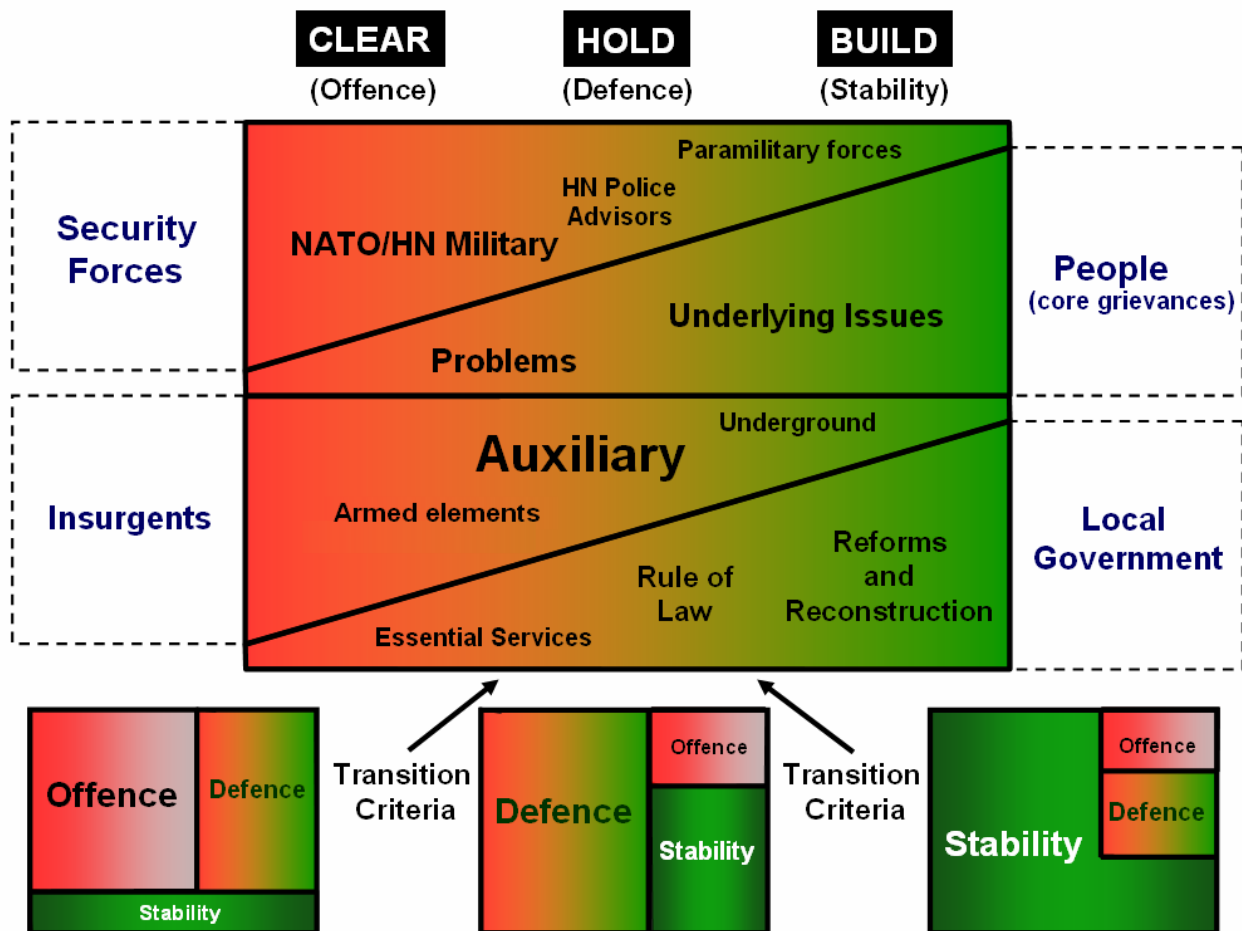 CLEAR
HOLD
BUILD
(Offence)
(Defence)
(Stability)
Security
Forces
Paramilitary forces
HN Police
Advisors
NATO/HN Military
Underlying Issues
Problems
People
(core grievances)
Insurgents
Underground
Auxiliary
Armed elements
Rule of
Law
Reforms
and
Reconstruction
Essential Services
Local
Government
Offence
Defence
Stability
Transition
Criteria
Defence
Offence
Stability
Transition
Criteria
Stability
Offence
Defence